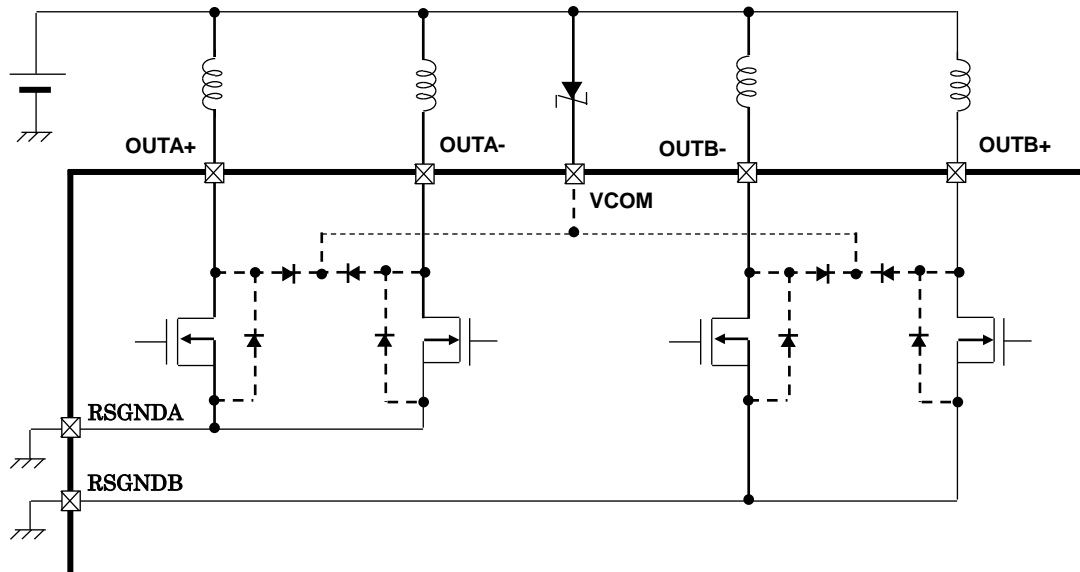 OUTA+
OUTA-
OUTB-
OUTB+
VCOM
RSGNDA
RSGNDB